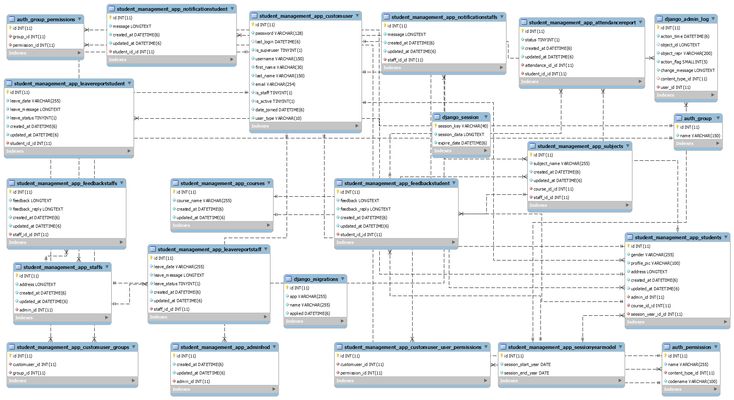 auth_group_permissions
id INT(11)
group_id INT(11)
permission_id INT(11)
Indexes
student_management_app_notificationstudent
id INT(11)
message LONGTEXT
created_at DATETIME(6)
updated_at DATETIME(6)
student_id_id INT(11)
Indexes
student_management_app_customuser
id INT(11)
password VARCHAR(128)
last_login DATETIME(6)
is_superuser TINYINT(1)
username VARCHAR(150)
first_name VARCHAR(30)
last_name VARCHAR(150)
email VARCHAR(254)
is_staff TINYINT(1)
is_active TINYINT(1)
date_joined DATETIME(6)
user_type VARCHAR(10)
Indexes
student_management_app_notificationstaffs
id INT(11)
message LONGTEXT
created_at DATETIME(6)
updated_at DATETIME(6)
staff_id_id INT(11)
Indexes
student_management_app_attendancereport
id INT(11)
status TINYINT(1)
created_at DATETIME(6)
updated_at DATETIME(6)
attendance_id_id INT(11)
student_id_id INT(11)
Indexes
django_admin_log
id INT(11)
action_time DATETIME(6)
object_id LONGTEXT
object_repr VARCHAR(200)
action_flag SMALLINT(5)
change_message LONGTEXT
content_type_id INT(11)
user_id INT(11)
Indexes
student_management_app_leavereportstudent
id INT(11)
leave_date VARCHAR(255)
leave_message LONGTEXT
leave_status TINYINT(1)
created_at DATETIME(6)
updated_at DATETIME(6)
student_id_id INT(11)
Indexes
django_session
session_key VARCHAR(40)
session_data LONGTEXT
expire_date DATETIME(6)
Indexes
auth_group
id INT(11)
name VARCHAR(150)
Indexes
student_management_app_subjects
id INT(11)
subject_name VARCHAR(255)
created_at DATETIME(6)
updated_at DATETIME(6)
course_id_id INT(11)
staff_id_id INT(11)
Indexes
student_management_app_feedbackstaffs
id INT(11)
feedback LONGTEXT
feedback_reply LONGTEXT
created_at DATETIME(6)
updated_at DATETIME(6)
staff_id_id INT(11)
Indexes
student_management_app_courses
id INT(11)
course_name VARCHAR(255)
created_at DATETIME(6)
updated_at DATETIME(6)
Indexes
student_management_app_feedbackstudent
id INT(11)
feedback LONGTEXT
feedback_reply LONGTEXT
created_at DATETIME(6)
updated_at DATETIME(6)
student_id_id INT(11)
Indexes
student_management_app_students
id INT(11)
gender VARCHAR(255)
profile_pic VARCHAR(100)
address LONGTEXT
created_at DATETIME(6)
updated_at DATETIME(6)
admin_id INT(11)
course_id_id INT(11)
session_year_id_id INT(11)
Indexes
student_management_app_staffs
id INT(11)
address LONGTEXT
created_at DATETIME(6)
updated_at DATETIME(6)
admin_id INT(11)
Indexes
student_management_app_leavereportstaff
id INT(11)
leave_date VARCHAR(255)
leave_message LONGTEXT
leave_status TINYINT(1)
created_at DATETIME(6)
updated_at DATETIME(6)
staff_id_id INT(11)
Indexes
django_migrations
id INT(11)
app VARCHAR(255)
name VARCHAR(255)
applied DATETIME(6)
Indexes
student_management_app_customuser_groups
id INT(11)
customuser_id INT(11)
group_id INT(11)
Indexes
student_management_app_adminhod
id INT(11)
created_at DATETIME(6)
updated_at DATETIME(6)
admin_id INT(11)
Indexes
student_management_app_customuser_user_permissions
id INT(11)
customuser_id INT(11)
permission_id INT(11)
Indexes
student_management_app_sessionyearmodel
id INT(11)
session_start_year DATE
session_end_year DATE
Indexes
auth_permission
id INT(11)
name VARCHAR(255)
content_type_id INT(11)
codename VARCHAR(100)
Indexes